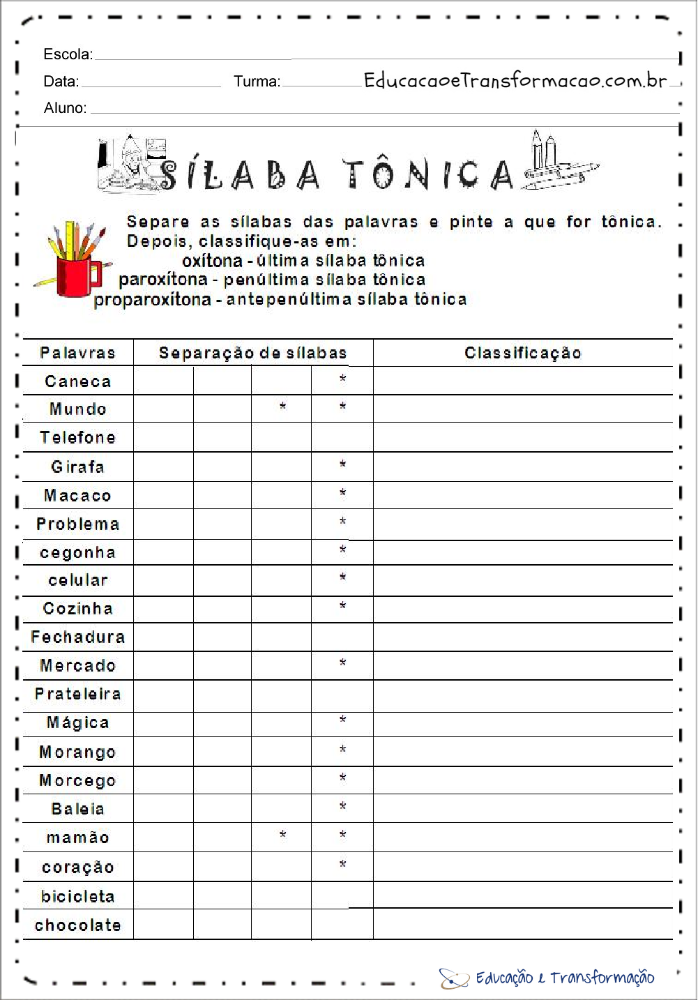 Escola:
Data: Turma: EducacaoeTransformacao.com.br
Aluno:
SÍLABA TÔNICA
Separe as sílabas das palavras e pinte a que for tônica.
Depois, classifique-as em:
oxítona - última sílaba tônica
paroxítona - penúltima sílaba tônica
proparoxítona - antepenúltima sílaba tônica
Palavras Separação de sílabas Classificação
Caneca *
Mundo * *
Telefone
Girafa *
Macaco *
Problema *
cegonha *
celular *
Cozinha *
Fechadura
Mercado *
Prateleira
Mágica *
Morango *
Morcego *
Baleia *
mamão * *
coração *
bicicleta
chocolate
Educação e Transformação